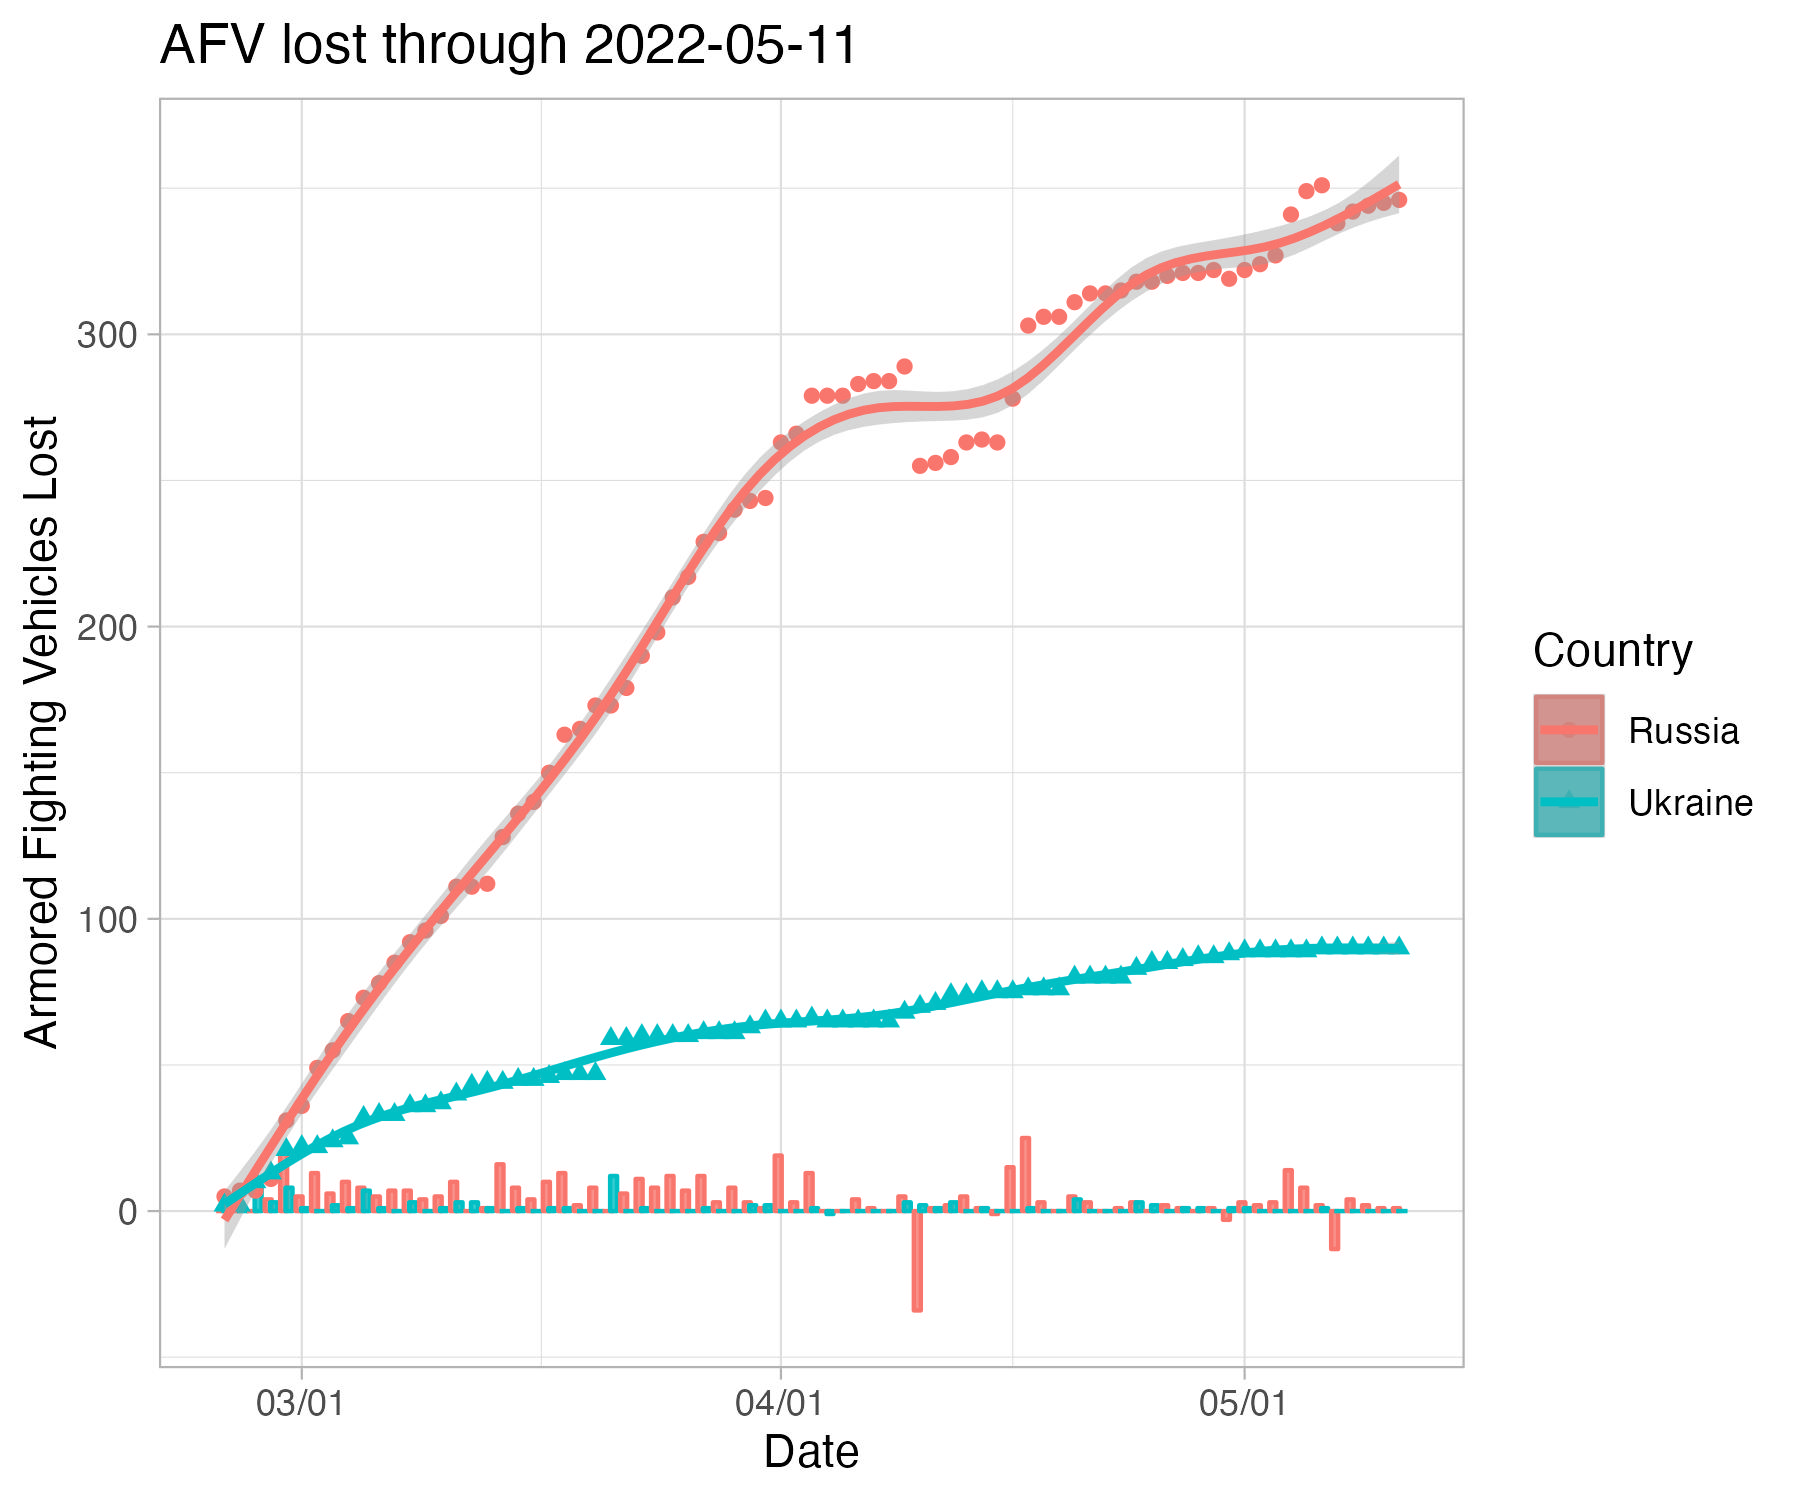 AFV lost through 2022-05-11
Armored Fighting Vehicles Lost
300
200
100
0
03/01
04/01
05/01
Date
Country
Russia
Ukraine